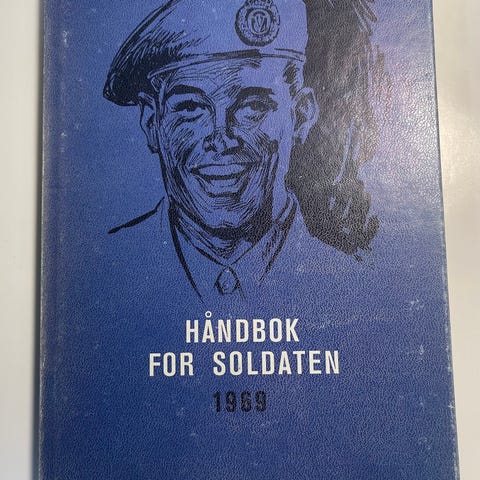 HÅNDBOK
FOR SOLDATEN
1969